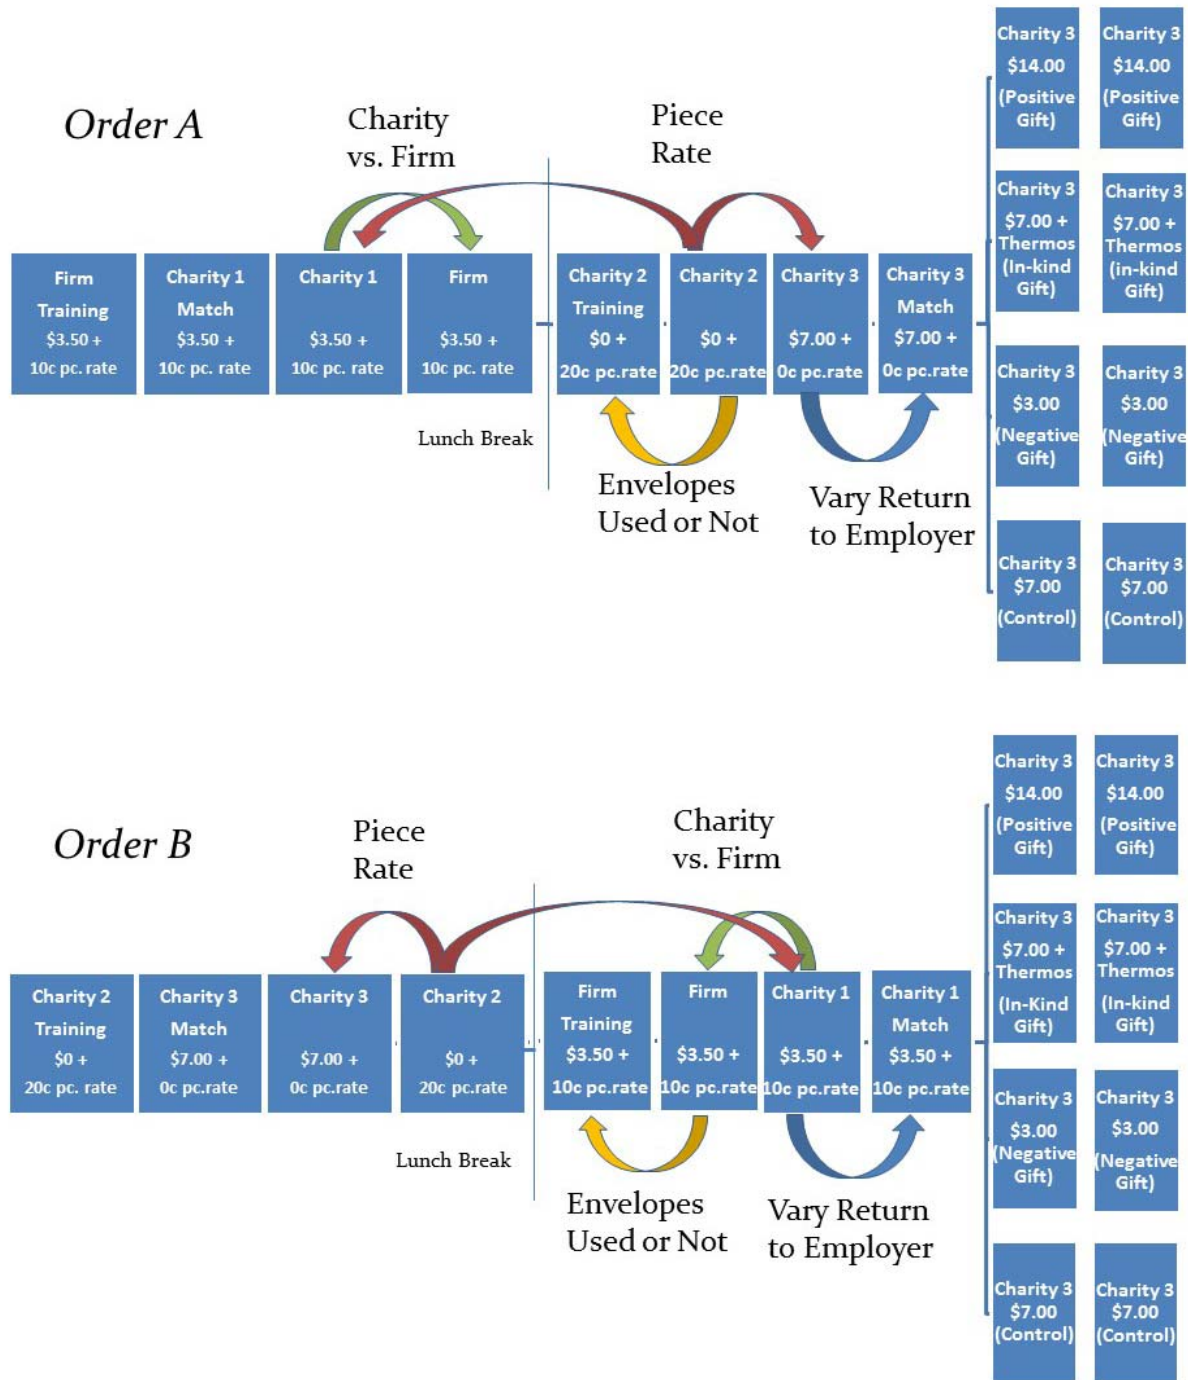 Order A
Charity
vs. Firm
Piece
Rate
Firm
Training
$3.50 +
10c pc. rate
Charity 1
Match
$3.50 +
10c pc. rate
Charity 1
$3.50 +
10c pc. rate
Firm
$3.50 +
10c pc. rate
Lunch Break
Charity 2
Training
$0 +
20c pc.rate
Charity 2
$0 +
20c pc.rate
Charity 3
$7.00 +
0c pc.rate
Charity 3
Match
$7.00 +
0c pc.rate
Envelopes
Used or Not
Vary Return
to Employer
Charity 3
$14.00
(Positive
Gift)
Charity 3
$14.00
(Positive
Gift)
Charity 3
$7.00 +
Thermos
(In-kind
Gift)
Charity 3
$7.00 +
Thermos
(in-kind
Gift)
Charity 3
$3.00
(Negative
Gift)
Charity 3
$3.00
(Negative
Gift)
Charity 3
$7.00
(Control)
Charity 3
$7.00
(Control)
Order B
Piece
Rate
Charity
vs. Firm
Charity 2
Training
$0 +
20c pc.rate
Charity 3
Match
$7.00 +
0c pc.rate
Charity 3
$7.00 +
0c pc.rate
Charity 2
$0 +
20c pc.rate
Lunch Break
Firm
Training
$3.50 +
10c pc.rate
Firm
$3.50 +
10c pc.rate
Charity 1
$3.50 +
10c pc.rate
Charity 1
Match
$3.50 +
10c pc.rate
Envelopes
Used or Not
Vary Return
to Employer
Charity 3
$14.00
(Positive
Gift)
Charity 3
$14.00
(Positive
Gift)
Charity 3
$7.00 +
Thermos
(In-Kind
Gift)
Charity 3
$7.00 +
Thermos
(In-kind
Gift)
Charity 3
$3.00
(Negative
Gift)
Charity 3
$3.00
(Negative
Gift)
Charity 3
$7.00
(Control)
Charity 3
$7.00
(Control)